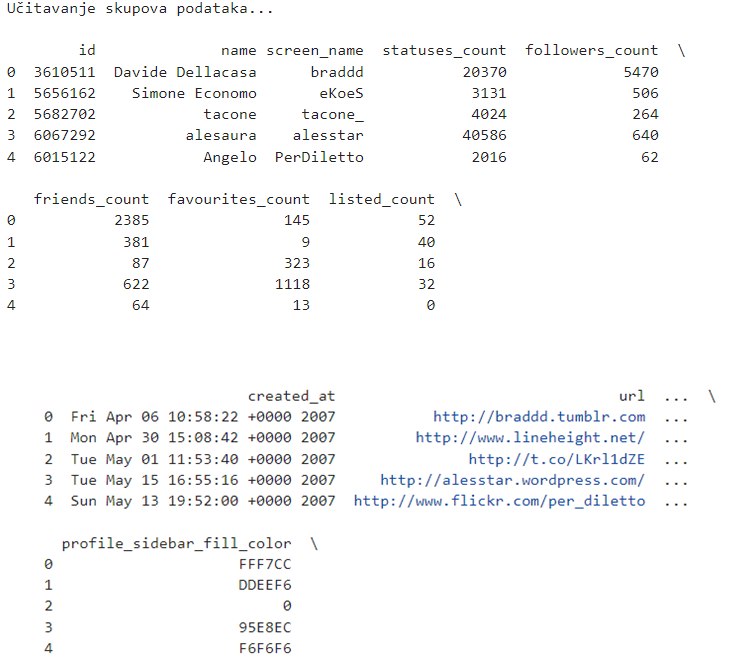 Učitavanje skupova podataka...
id name screen_name statuses_count followers_count \
0 3610511 Davide Dellacasa braddd 20370 5470
1 5656162 Simone Economo eKoeS 3131 506
2 5682702 tacone tacone_ 4024 264
3 6067292 alesaura alesstar 40586 640
4 6015122 Angelo PerDiletto 2016 62
friends_count favourites_count listed_count \
0 2385 145 52
1 381 9 40
2 87 323 16
3 622 1118 32
4 64 13 0
created_at url ... \
0 Fri Apr 06 10:58:22 +0000 2007 http://braddd.tumblr.com ...
1 Mon Apr 30 15:08:42 +0000 2007 http://www.lineheight.net/ ...
2 Tue May 01 11:53:40 +0000 2007 http://t.co/LKrl1dZE ...
3 Tue May 15 16:55:16 +0000 2007 http://alesstar.wordpress.com/ ...
4 Sun May 13 19:52:00 +0000 2007 http://www.flickr.com/per_diletto ...
profile_sidebar_fill_color \
0 FFF7CC
1 DDEEF6
2 0
3 95E8EC
4 F6F6F6